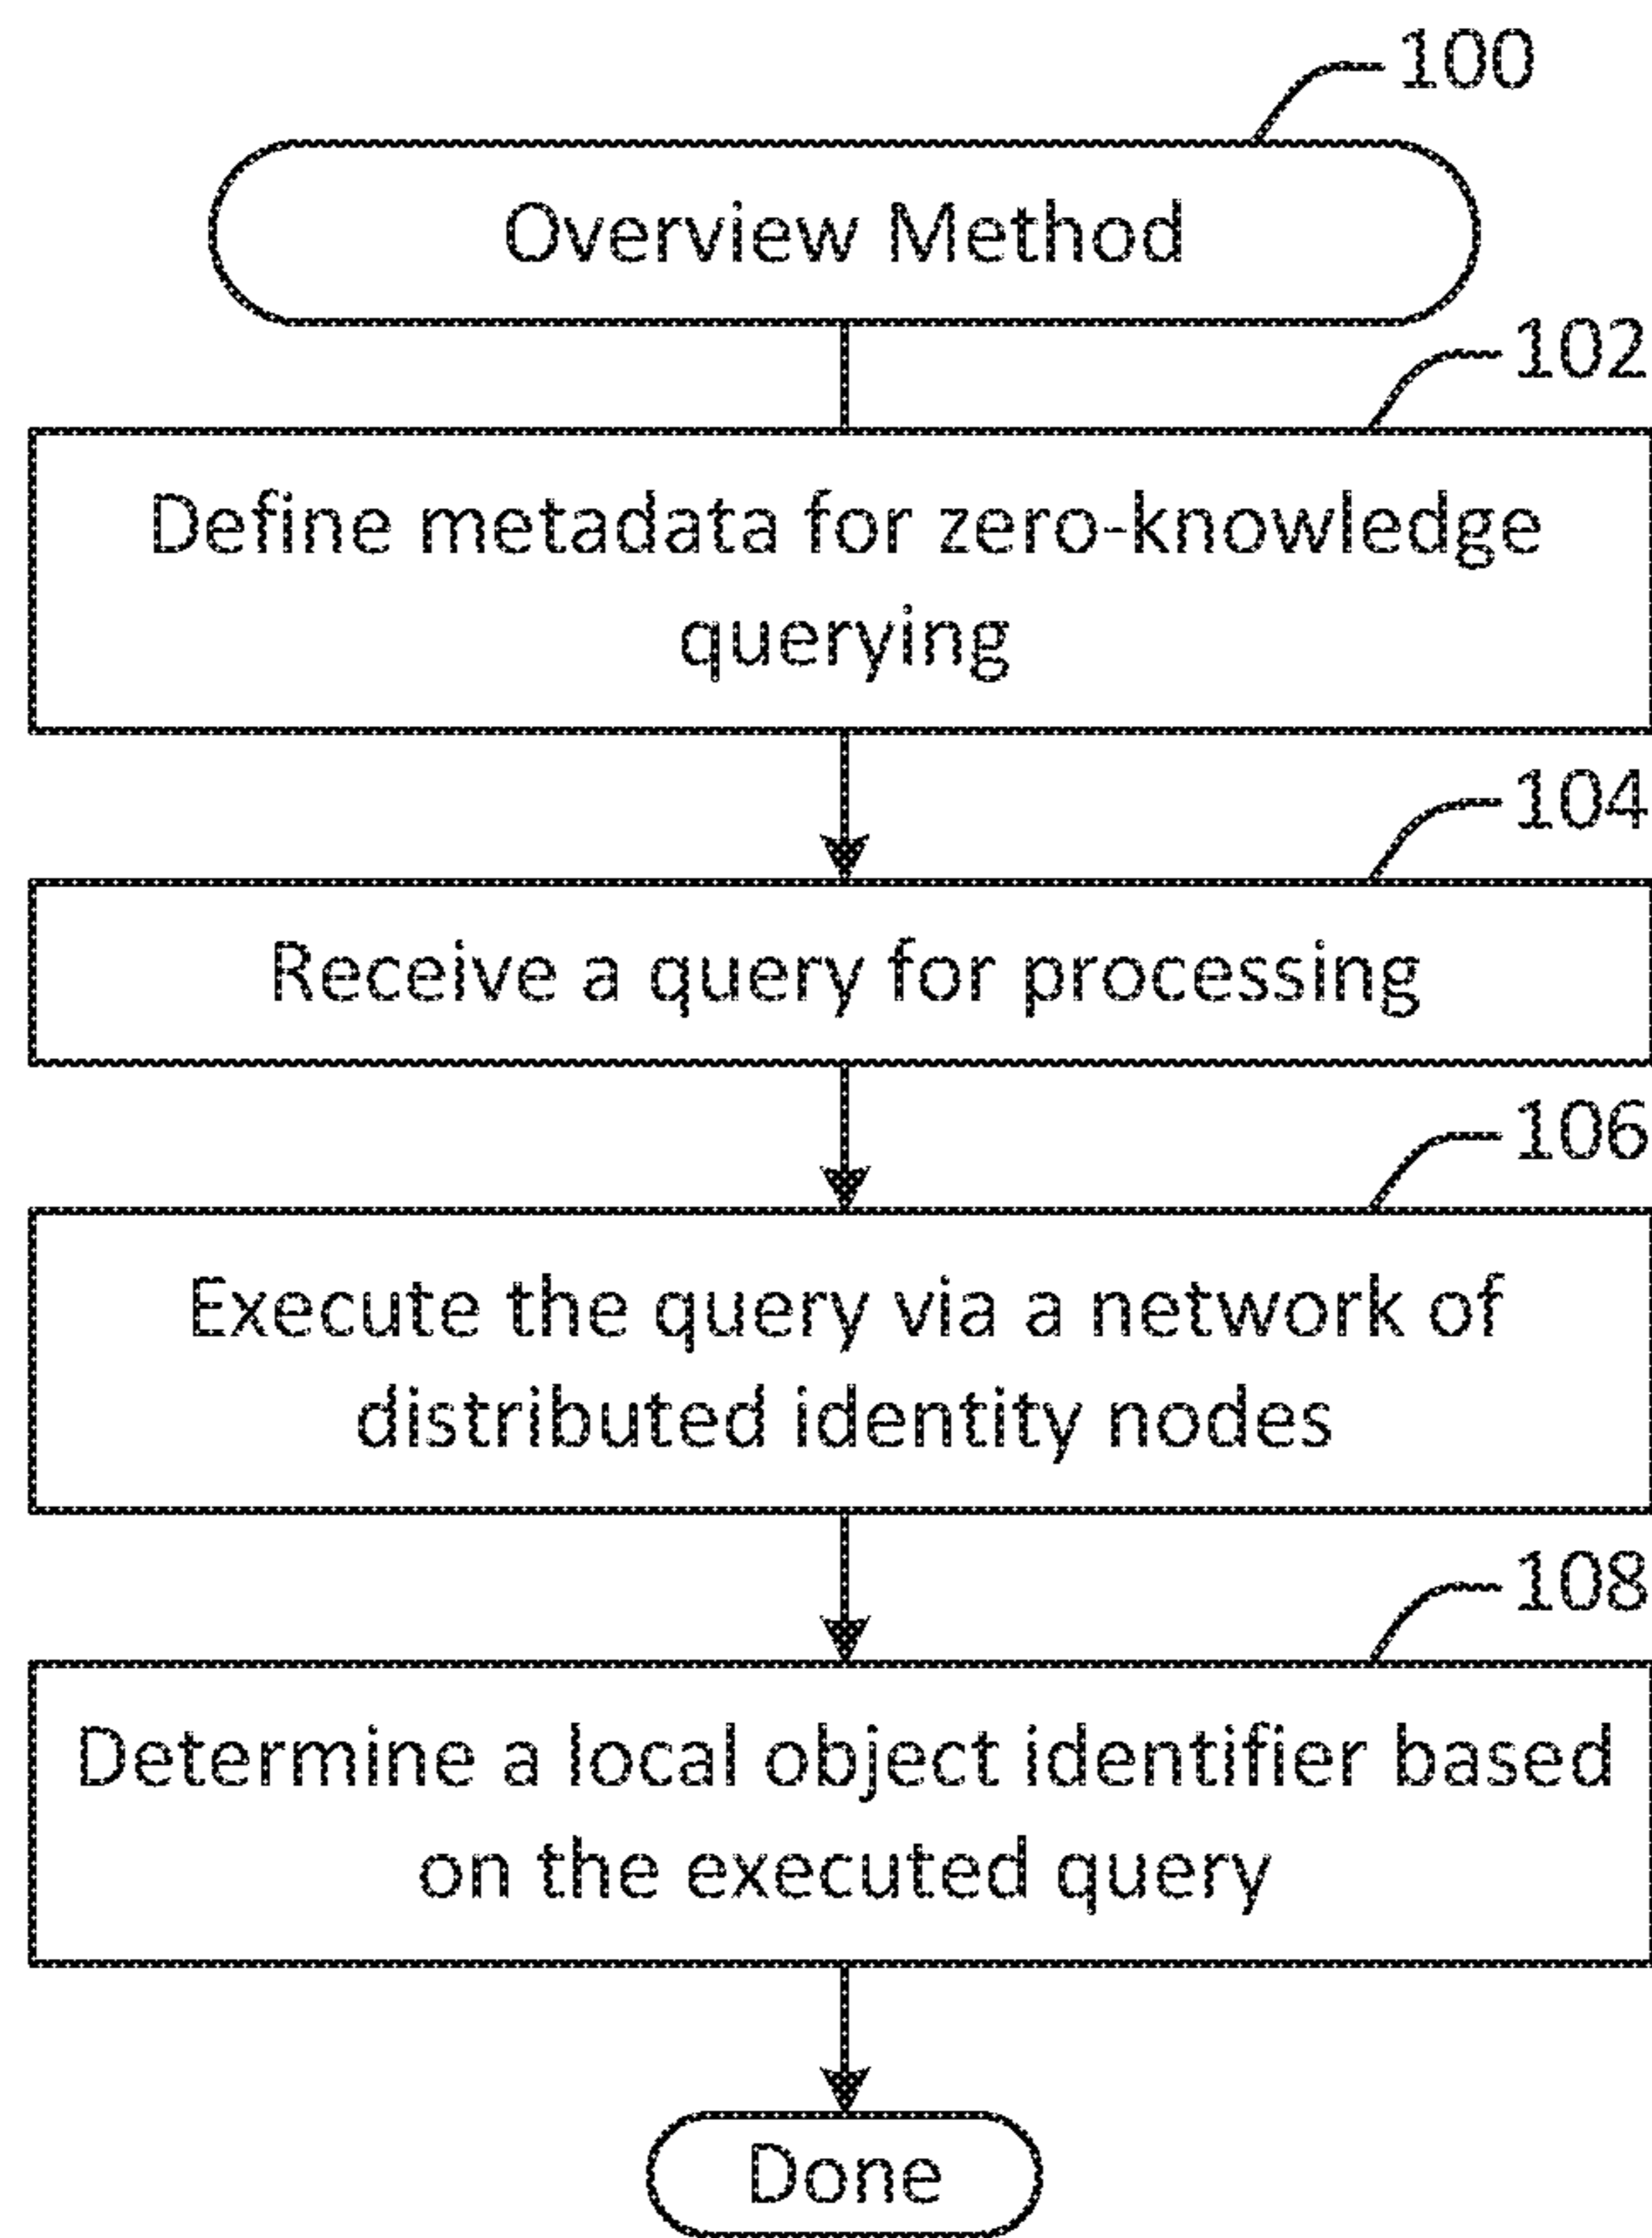 100
Overview Method
102
Define metadata for zero-knowledge
querying
104
Receive a query for processing
106
Execute the query via a network of
distributed identity nodes
108
Determine a local object identifier based
on the executed query
Done